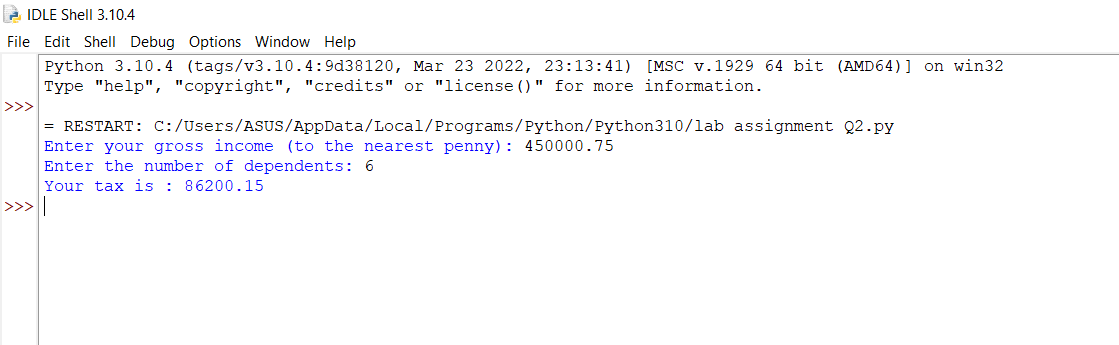 IDLE Shell 3.10.4
File Edit Shell Debug Options Window Help
Python 3.10.4 (tags/v3.10.4:9d38120, Mar 23 2022, 23:13:41) [MSC v.1929 64 bit (AMD64)] on win32
Type "help", "copyright", "credits" or "license()" for more information.
>>>
= RESTART: C:/Users/ASUS/AppData/Local/Programs/Python/Python310/lab assignment Q2.py
Enter your gross income (to the nearest penny): 450000.75
Enter the number of dependents: 6
Your tax is : 86200.15
>>>